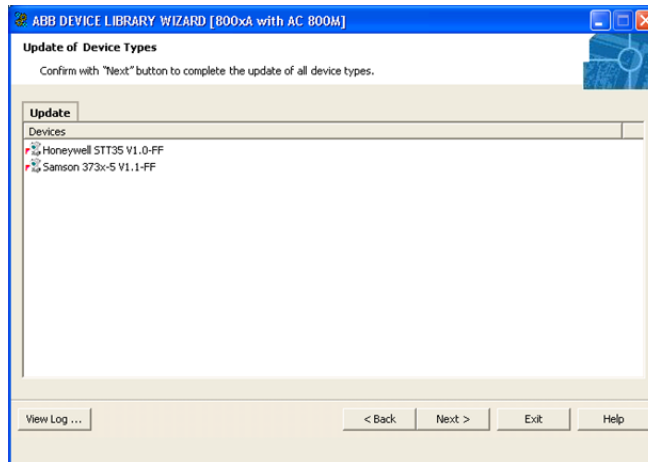 ABB DEVICE LIBRARY WIZARD [800xA with AC 800M]
Update of Device Types
Confirm with "Next" button to complete the update of all device types.
Update
Devices
Honeywell STT35 V1.0-FF
Samson 373x-5 V1.1-FF
View Log ... < Back Next > Exit Help